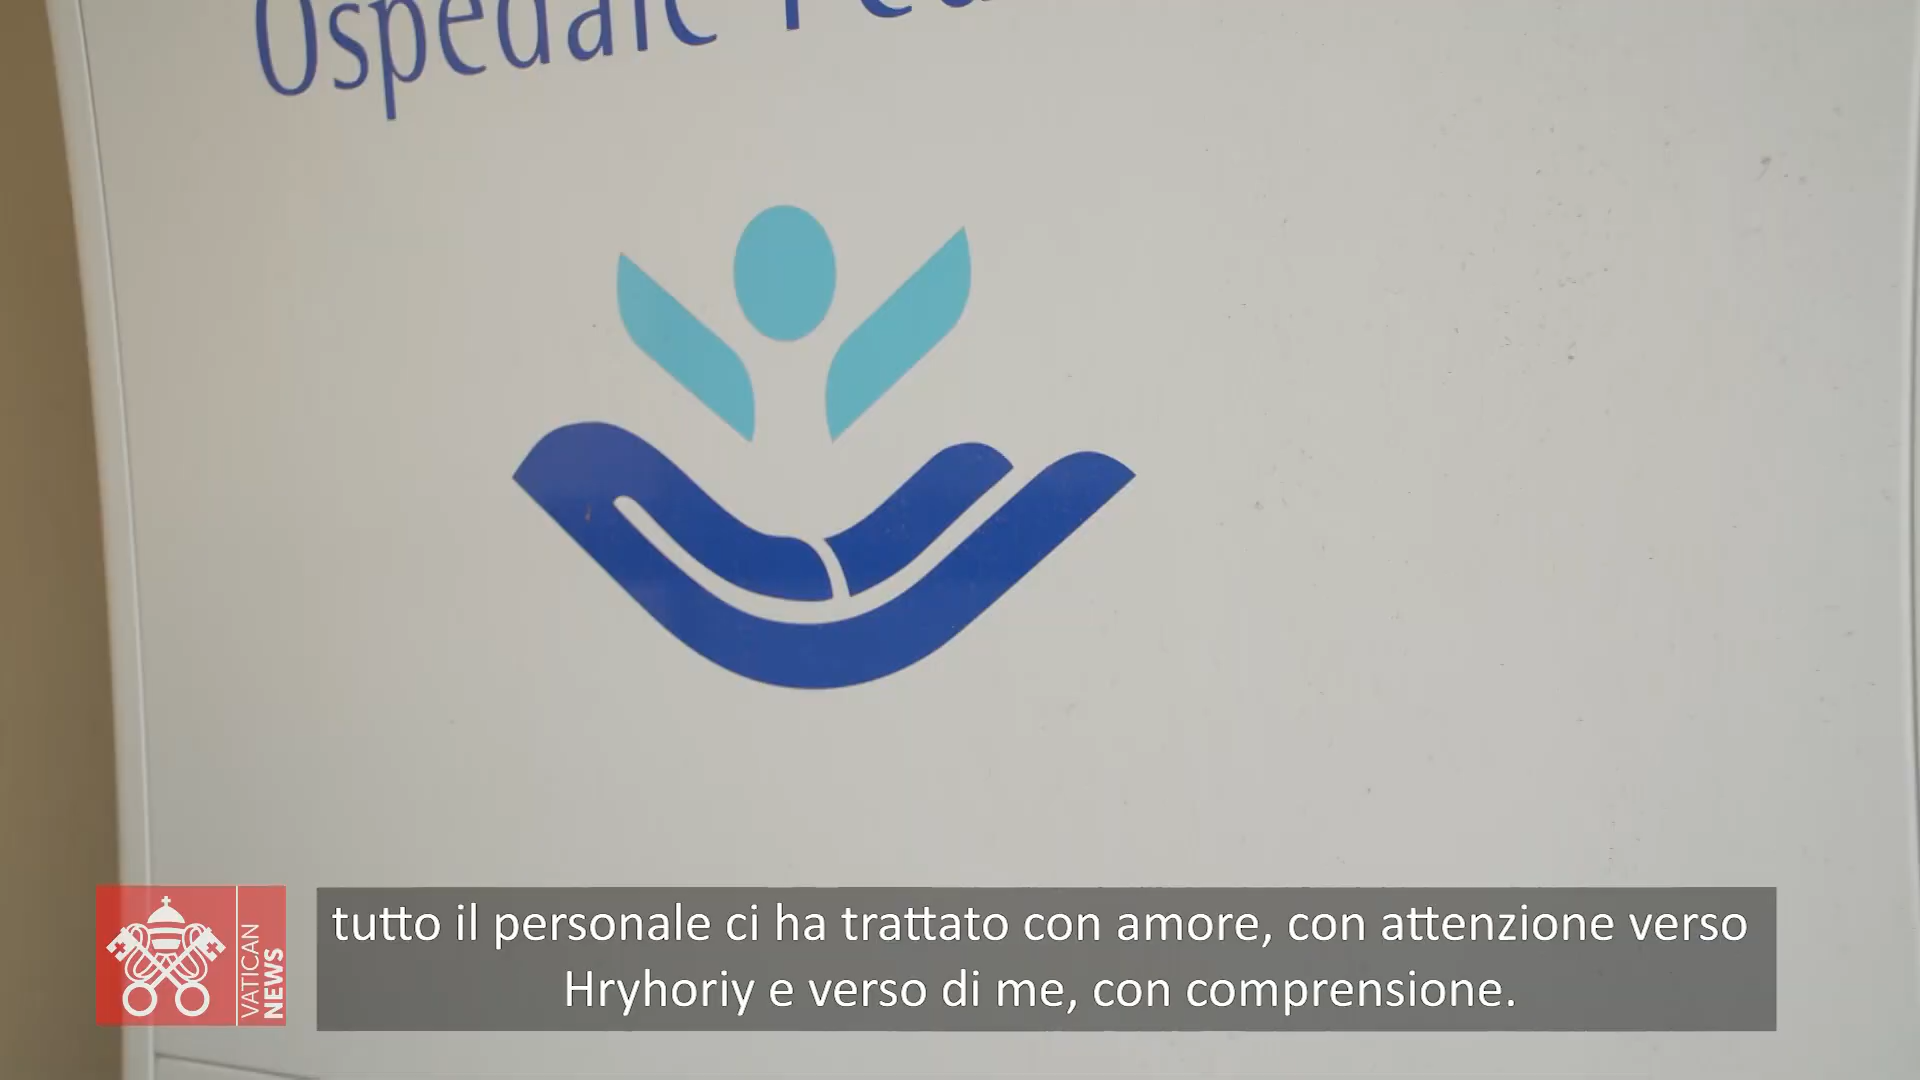 Ospedale
VATICAN
NEWS
tutto il personale ci ha trattato con amore, con attenzione verso
Hryhoriy e verso di me, con comprensione.